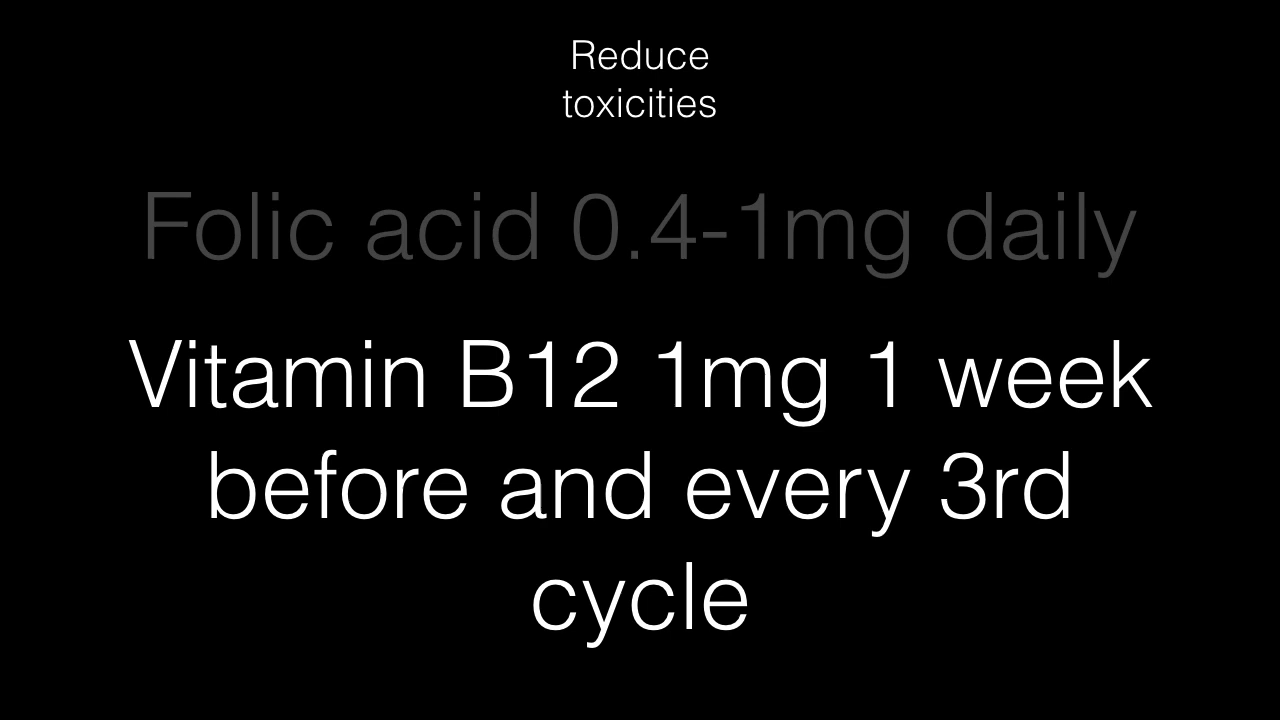 Reduce
toxicities
Folic acid 0.4-1mg daily
Vitamin B12 1mg 1 week
before and every 3rd
cycle